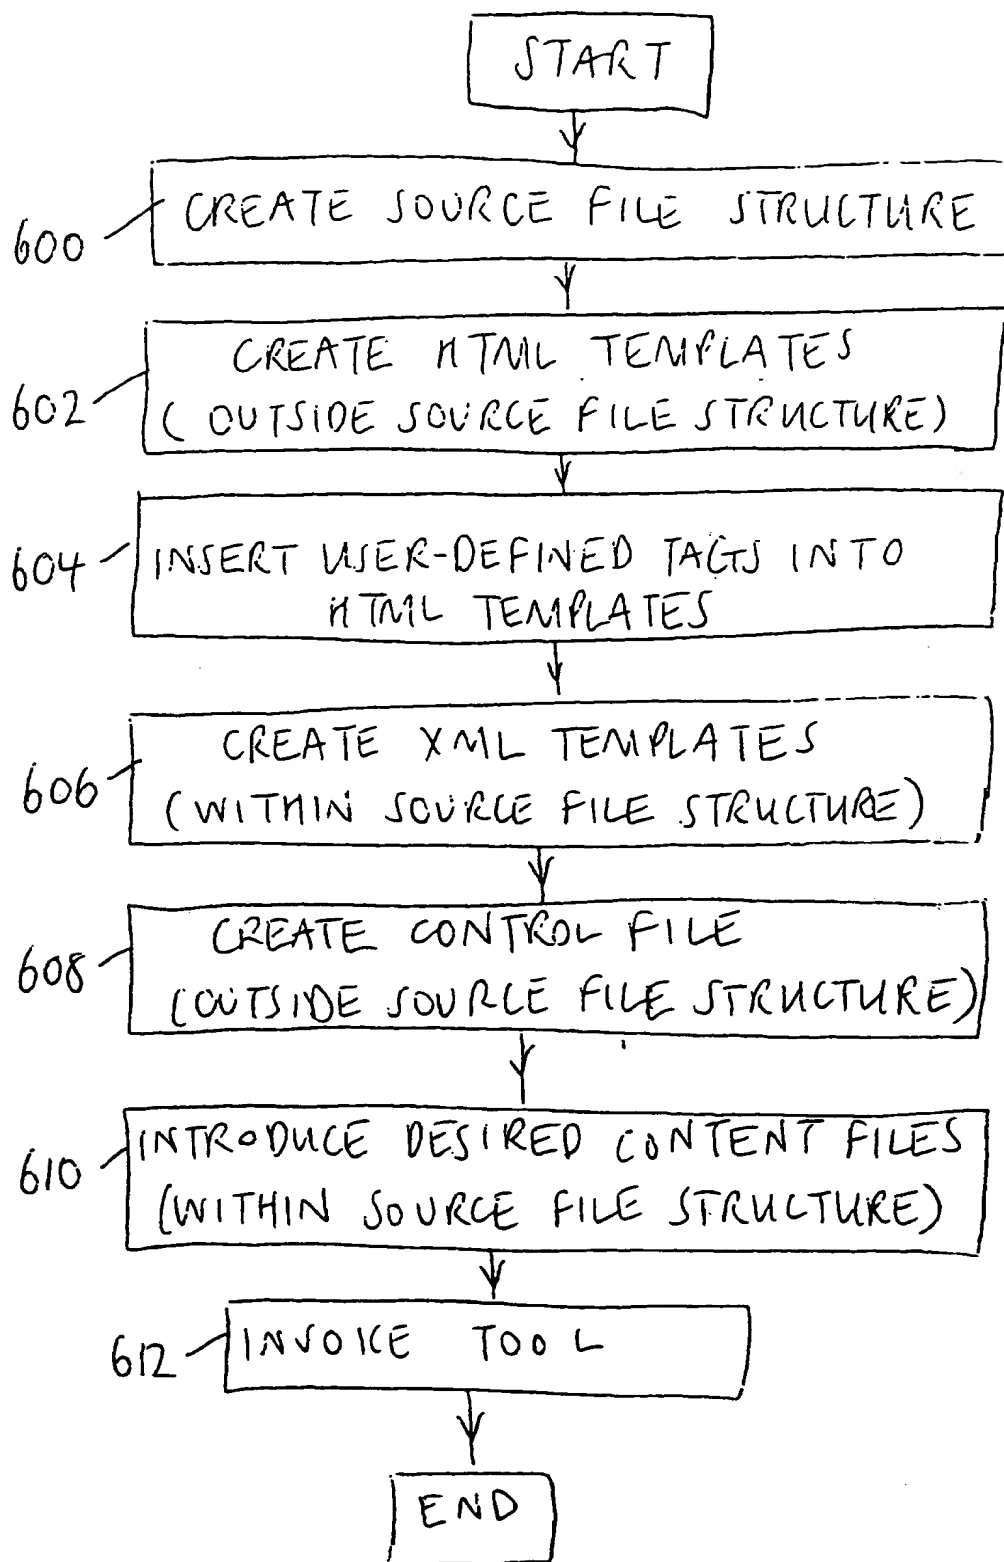 START
600
CREATE SOURCE FILE STRUCTURE
602
CREATE HTML TEMPLATES
(OUTSIDE SOURCE FILE STRUCTURE)
604
INSERT USER-DEFINED TAGS INTO
HTML TEMPLATES
606
CREATE XML TEMPLATES
(WITHIN SOURCE FILE STRUCTURE)
608
CREATE CONTROL FILE
(OUTSIDE SOURCE FILE STRUCTURE)
610
INTRODUCE DESIRED CONTENT FILES
(WITHIN SOURCE FILE STRUCTURE)
612
INVOKE TOOL
END